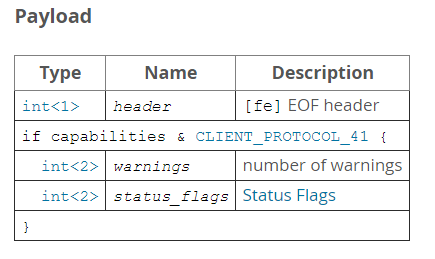 Payload
Type Name Description
int<1> header [fe] EOF header
if capabilities & CLIENT_PROTOCOL_41 {
int<2> warnings number of warnings
int<2> status_flags Status Flags
}